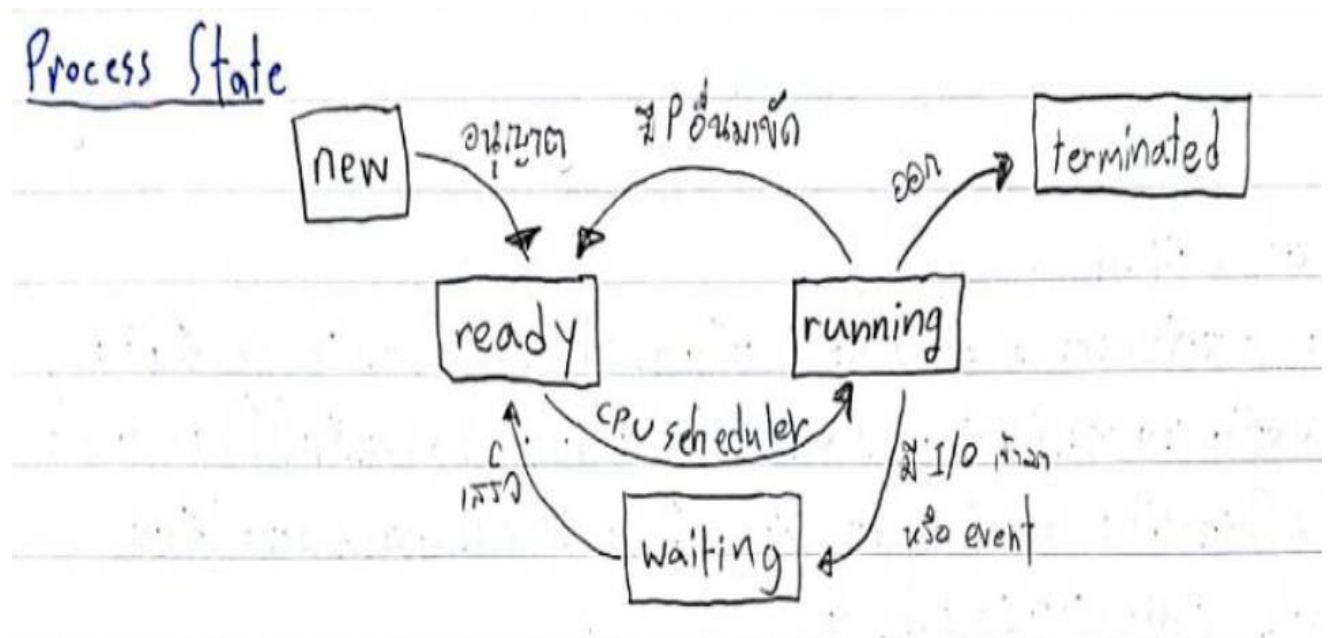 Process State
new
อนุญาต
มี P อื่นมาขัด
ออก
terminated
ready
running
CPU scheduler
เสร็จ
มี I/O เข้ามา
หรือ event
waiting